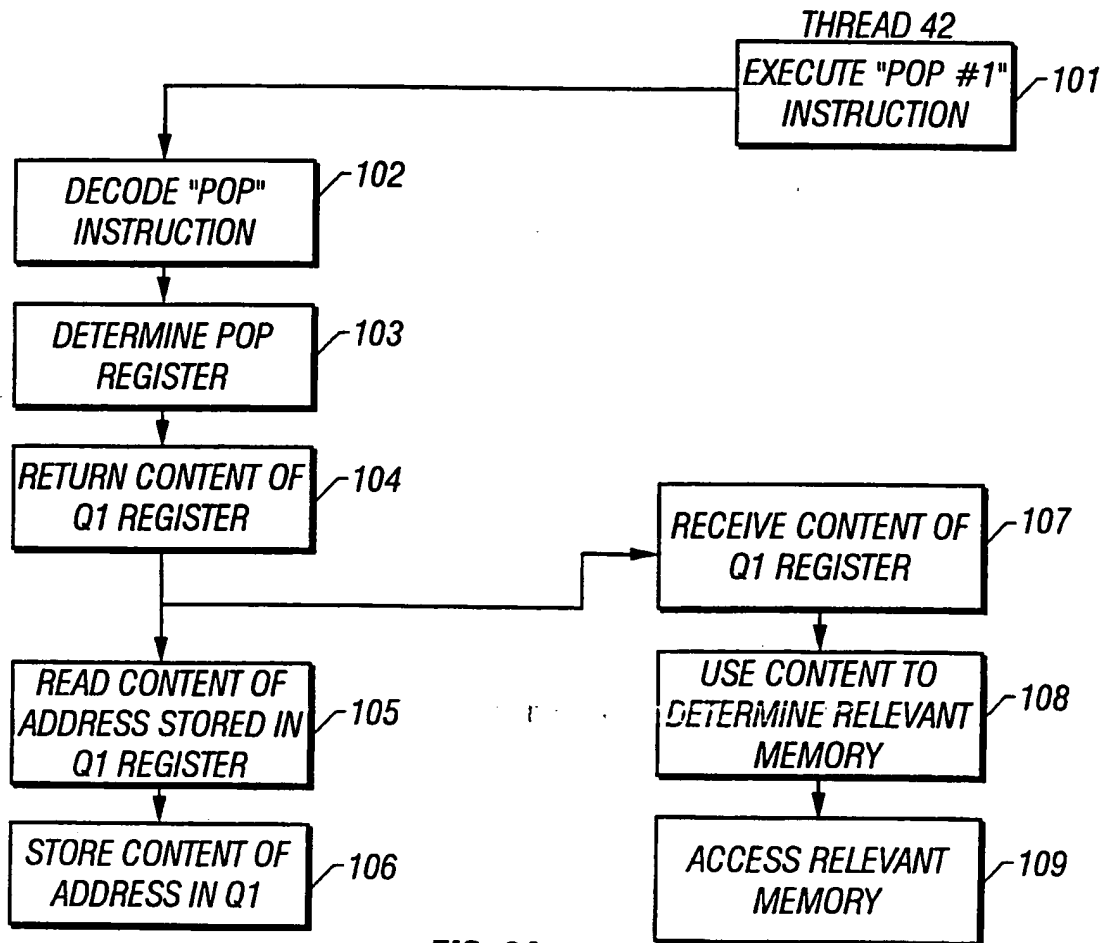 THREAD 42
EXECUTE "POP #1"
INSTRUCTION
101
DECODE "POP"
INSTRUCTION
102
DETERMINE POP
REGISTER
103
RETURN CONTENT OF
Q1 REGISTER
104
READ CONTENT OF
ADDRESS STORED IN
Q1 REGISTER
105
STORE CONTENT OF
ADDRESS IN Q1
106
RECEIVE CONTENT OF
Q1 REGISTER
107
USE CONTENT TO
DETERMINE RELEVANT
MEMORY
108
ACCESS RELEVANT
MEMORY
109